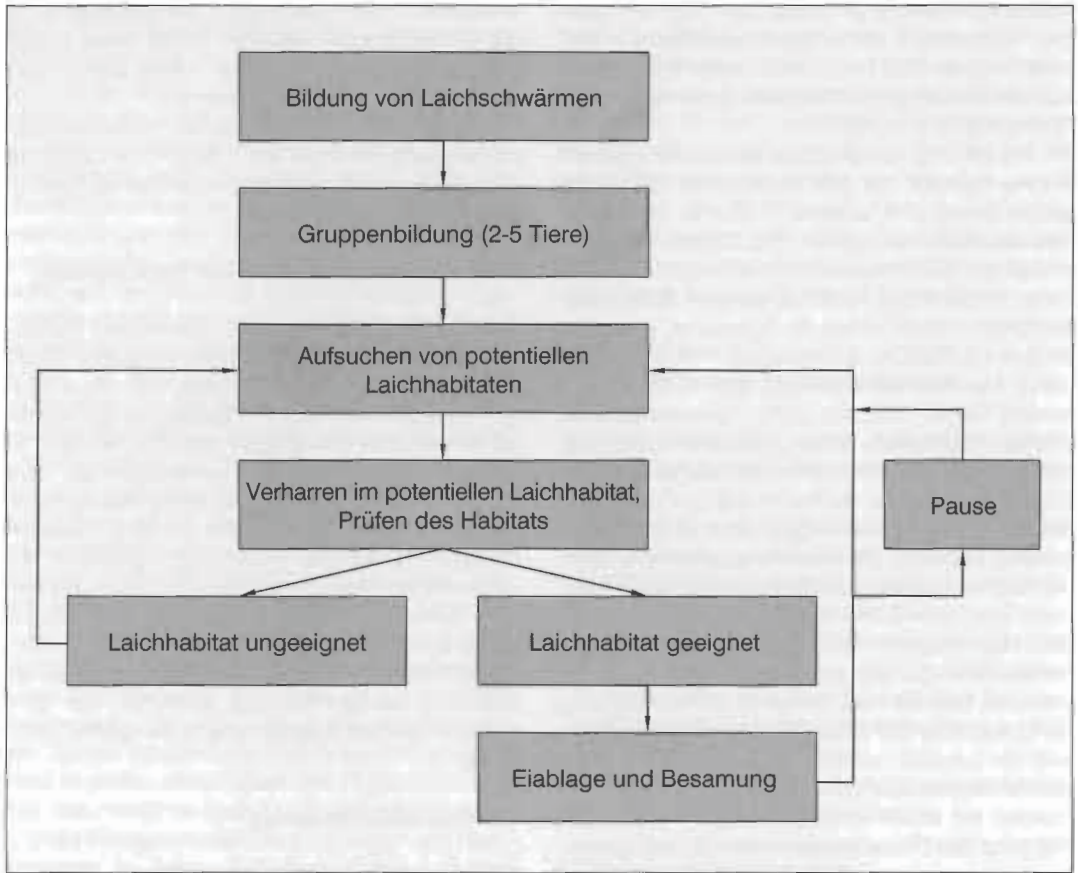 Bildung von Laichschwärmen
Gruppenbildung (2-5 Tiere)
Aufsuchen von potentiellen
Laichhabitaten
Verharren im potentiellen Laichhabitat,
Prüfen des Habitats
Pause
Laichhabitat ungeeignet
Laichhabitat geeignet
Eiablage und Besamung